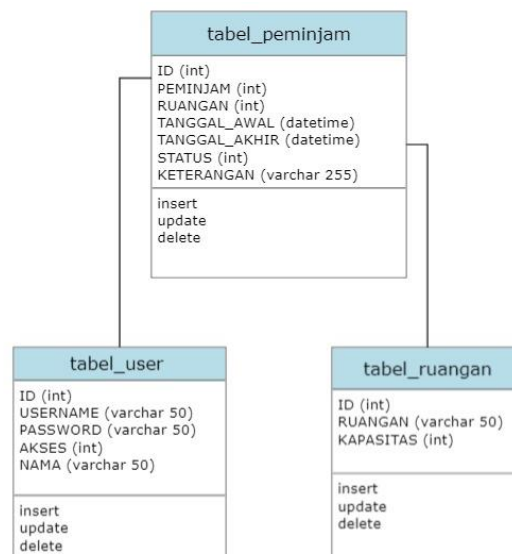 tabel_peminjam
ID (int)
PEMINJAM (int)
RUANGAN (int)
TANGGAL_AWAL (datetime)
TANGGAL_AKHIR (datetime)
STATUS (int)
KETERANGAN (varchar 255)
insert
update
delete
tabel_user
ID (int)
USERNAME (varchar 50)
PASSWORD (varchar 50)
AKSES (int)
NAMA (varchar 50)
insert
update
delete
tabel_ruangan
ID (int)
RUANGAN (varchar 50)
KAPASITAS (int)
insert
update
delete